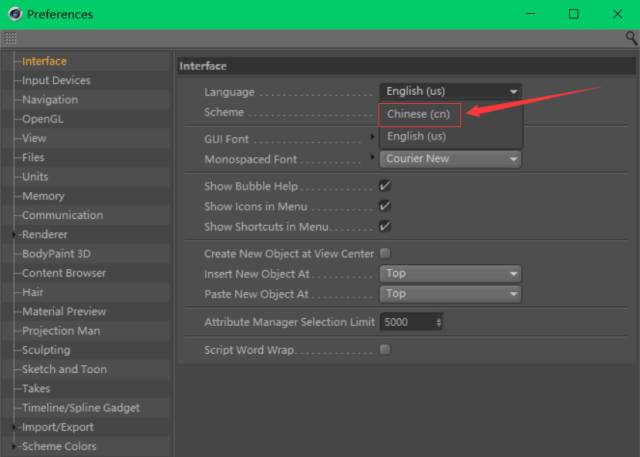 Preferences
Interface
Input Devices
Navigation
OpenGL
View
Files
Units
Memory
Communication
Renderer
BodyPaint 3D
Content Browser
Hair
Material Preview
Projection Man
Sculpting
Sketch and Toon
Takes
Timeline/Spline Gadget
Import/Export
Scheme Colors
Interface
Language . . . . . . . . . . . . . . English (us)
Scheme . . . . . . . . . . . . . . . Chinese (cn)
English (us)
GUI Font . . . . . . . . . . . . .
Monospaced Font . . . . . . Courier New
Show Bubble Help . . . . . . . . . .
Show Icons in Menu . . . . . . . .
Show Shortcuts in Menu. . . . .
Create New Object at View Center
Insert New Object At . . . . . . . . Top
Paste New Object At . . . . . . . . Top
Attribute Manager Selection Limit 5000
Script Word Wrap. . . . . . . . . . .